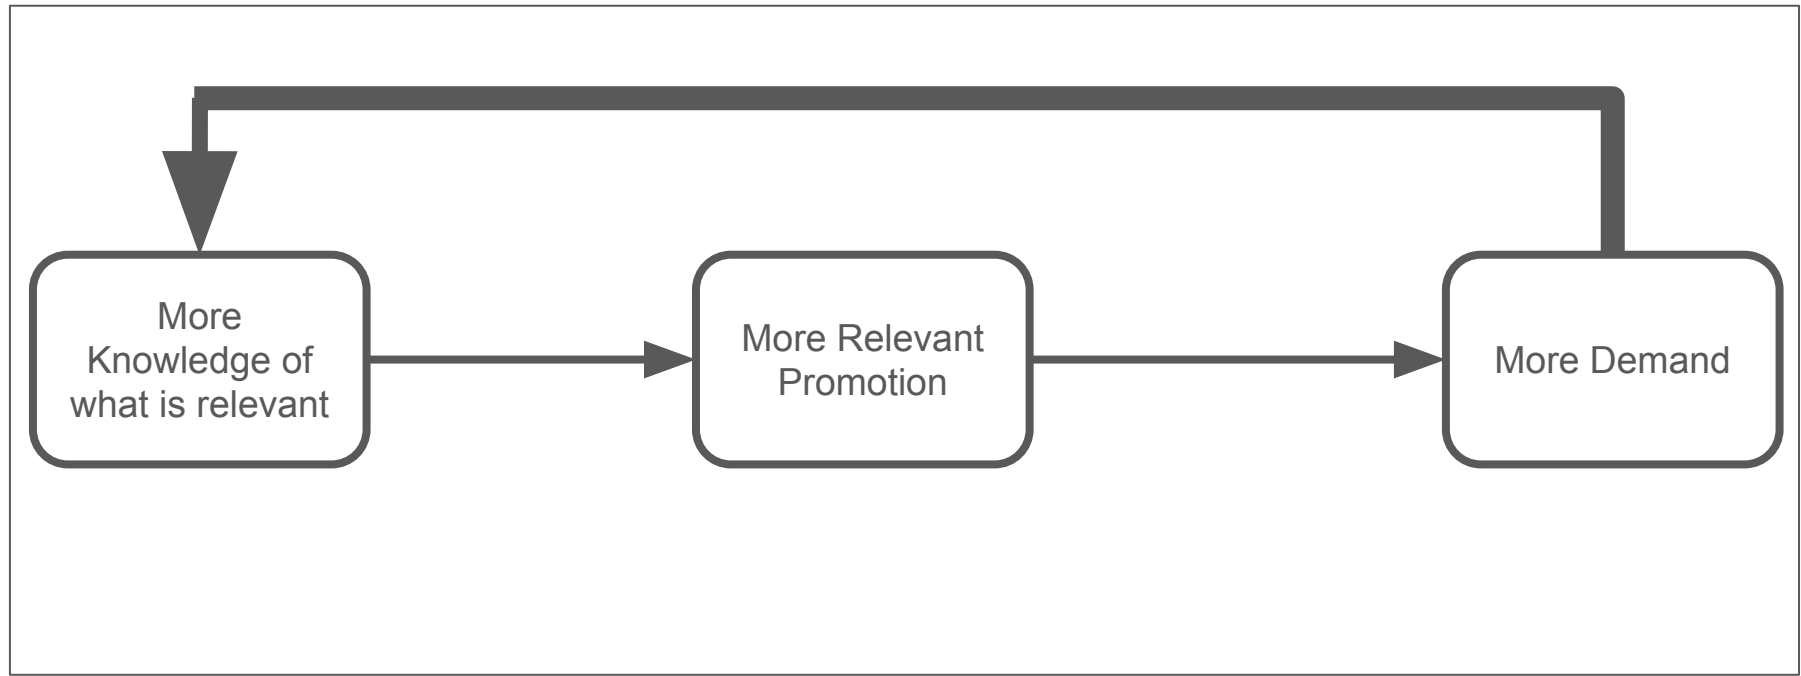 More
Knowledge of
what is relevant
More Relevant
Promotion
More Demand